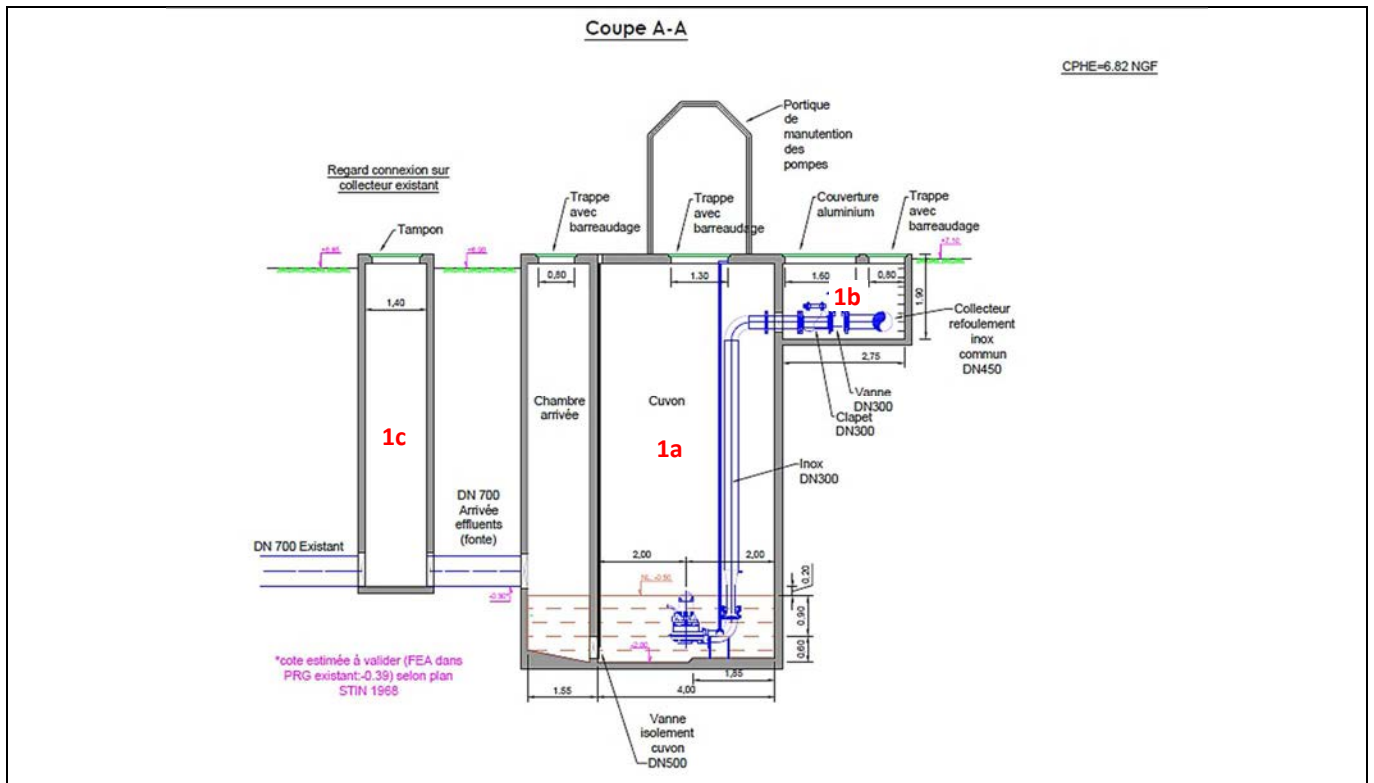 Coupe A-A
CPHE=6.82 NGF
Portique
de
manutention
des
pompes
Regard connexion sur
collecteur existant
Tampon
Trappe
avec
barreaudage
Trappe
avec
barreaudage
Couverture
aluminium
Trappe
avec
barreaudage
+7.10
0,80
1.30
1.60
0,80
1,40
1b
1.90
Collecteur
refoulement
inox
commun
DN450
2,75
Vanne
DN300
Clapet
DN300
Chambre
arrivée
Cuvon
1c
1a
Inox
DN300
DN 700
Arrivée
effluents
(fonte)
DN 700 Existant
2,00
2,00
0,20
0,90
0,60
*cote estimée à valider (FEA dans
PRG existant:-0.39) selon plan
STIN 1968
1,85
1.55
4,00
Vanne
isolement
cuvon
DN500